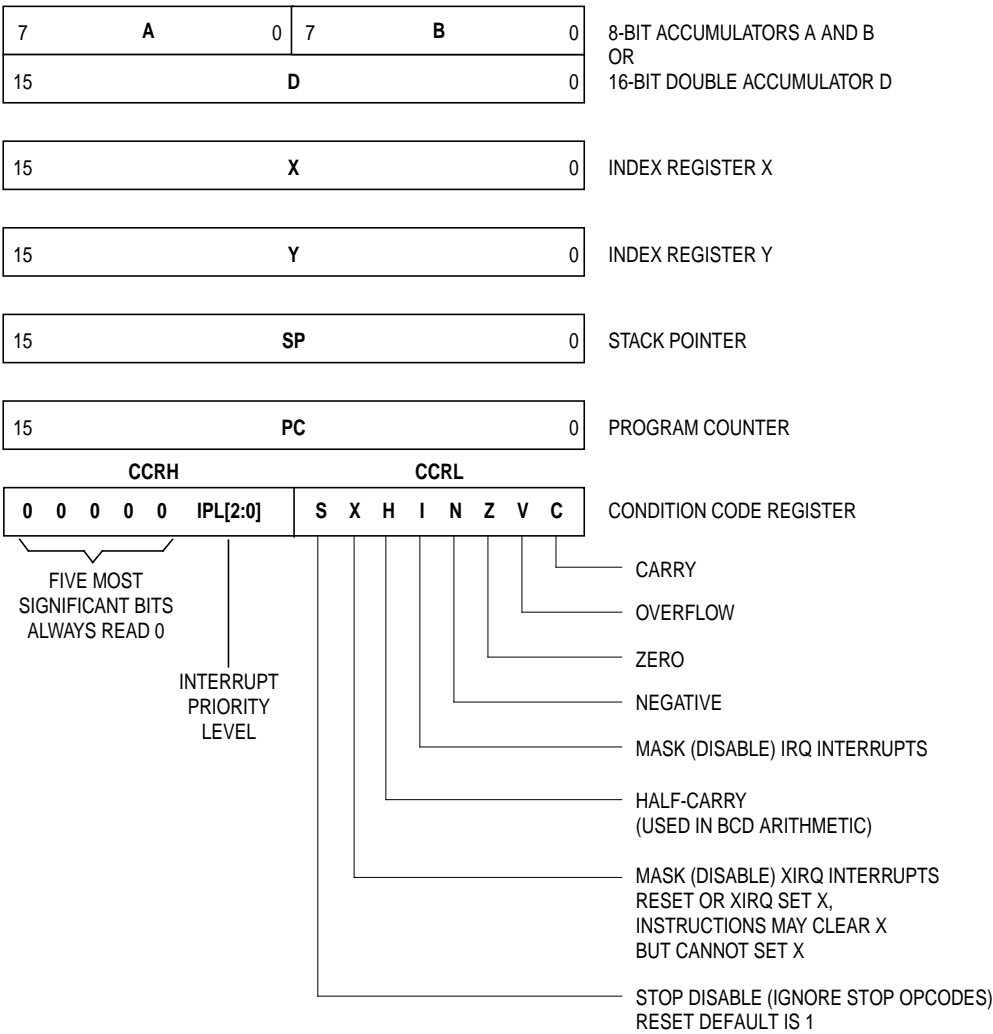 7 A 0 7 B 0 8-BIT ACCUMULATORS A AND B
OR
15 D 0 16-BIT DOUBLE ACCUMULATOR D
15 X 0 INDEX REGISTER X
15 Y 0 INDEX REGISTER Y
15 SP 0 STACK POINTER
15 PC 0 PROGRAM COUNTER
CCRH CCRL
0 0 0 0 0 IPL[2:0] S X H I N Z V C CONDITION CODE REGISTER
FIVE MOST
SIGNIFICANT BITS
ALWAYS READ 0
INTERRUPT
PRIORITY
LEVEL
CARRY
OVERFLOW
ZERO
NEGATIVE
MASK (DISABLE) IRQ INTERRUPTS
HALF-CARRY
(USED IN BCD ARITHMETIC)
MASK (DISABLE) XIRQ INTERRUPTS
RESET OR XIRQ SET X,
INSTRUCTIONS MAY CLEAR X
BUT CANNOT SET X
STOP DISABLE (IGNORE STOP OPCODES)
RESET DEFAULT IS 1